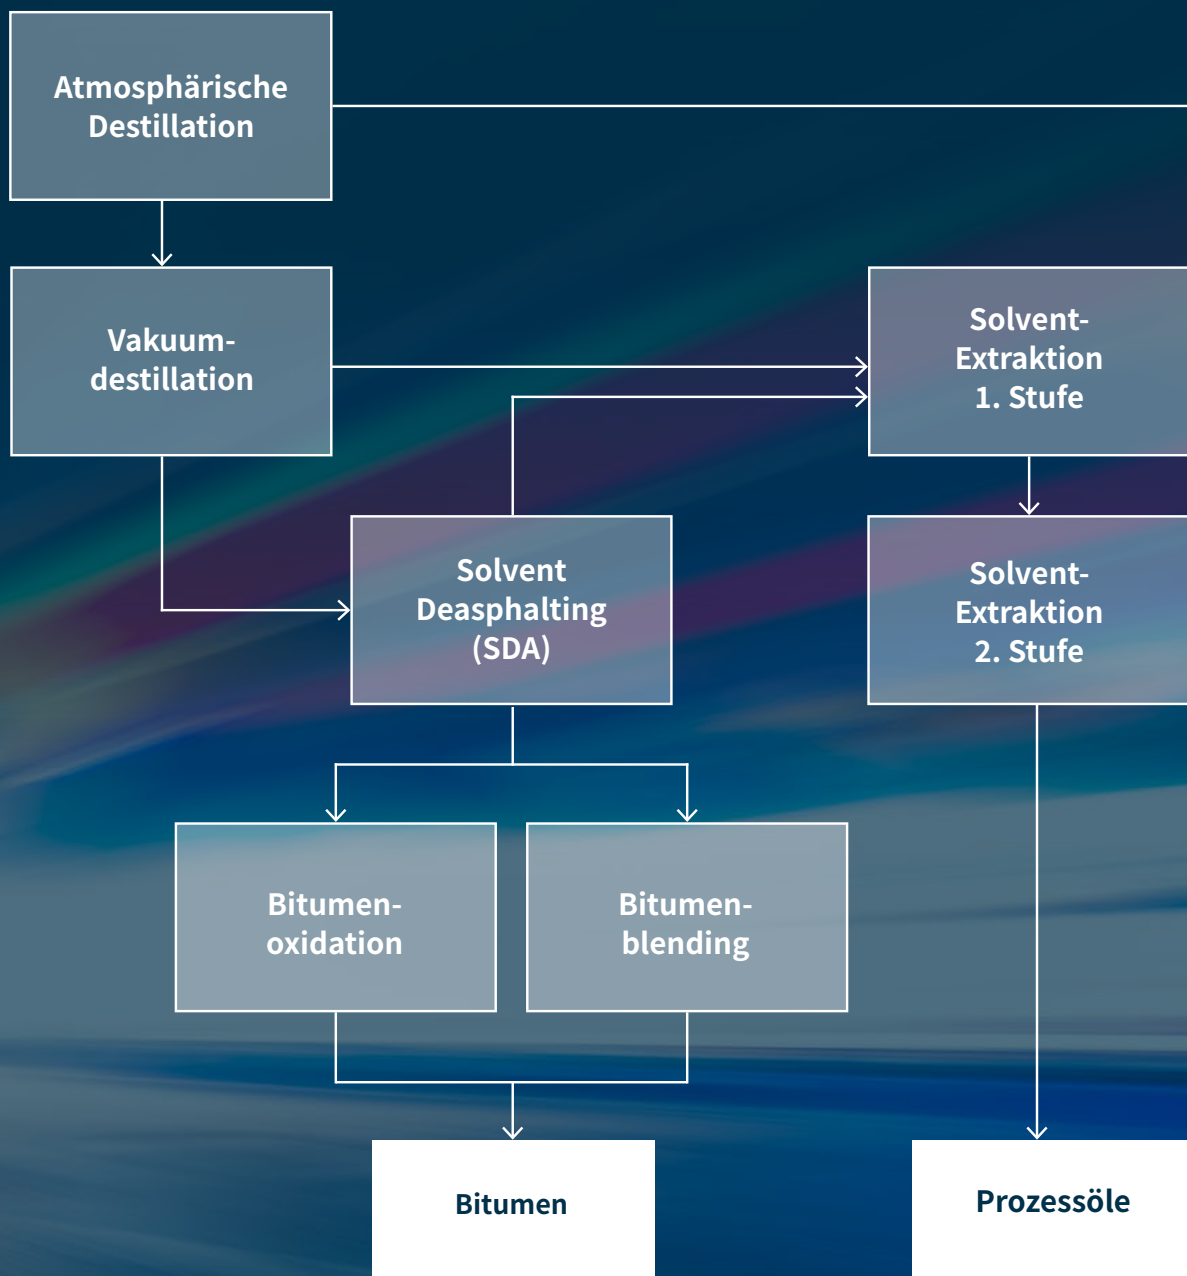 Atmosphärische
Destillation
Vakuum-
destillation
Solvent-
Extraktion
1. Stufe
Solvent
Deasphalting
(SDA)
Solvent-
Extraktion
2. Stufe
Bitumen-
oxidation
Bitumen-
blending
Bitumen
Prozessöle